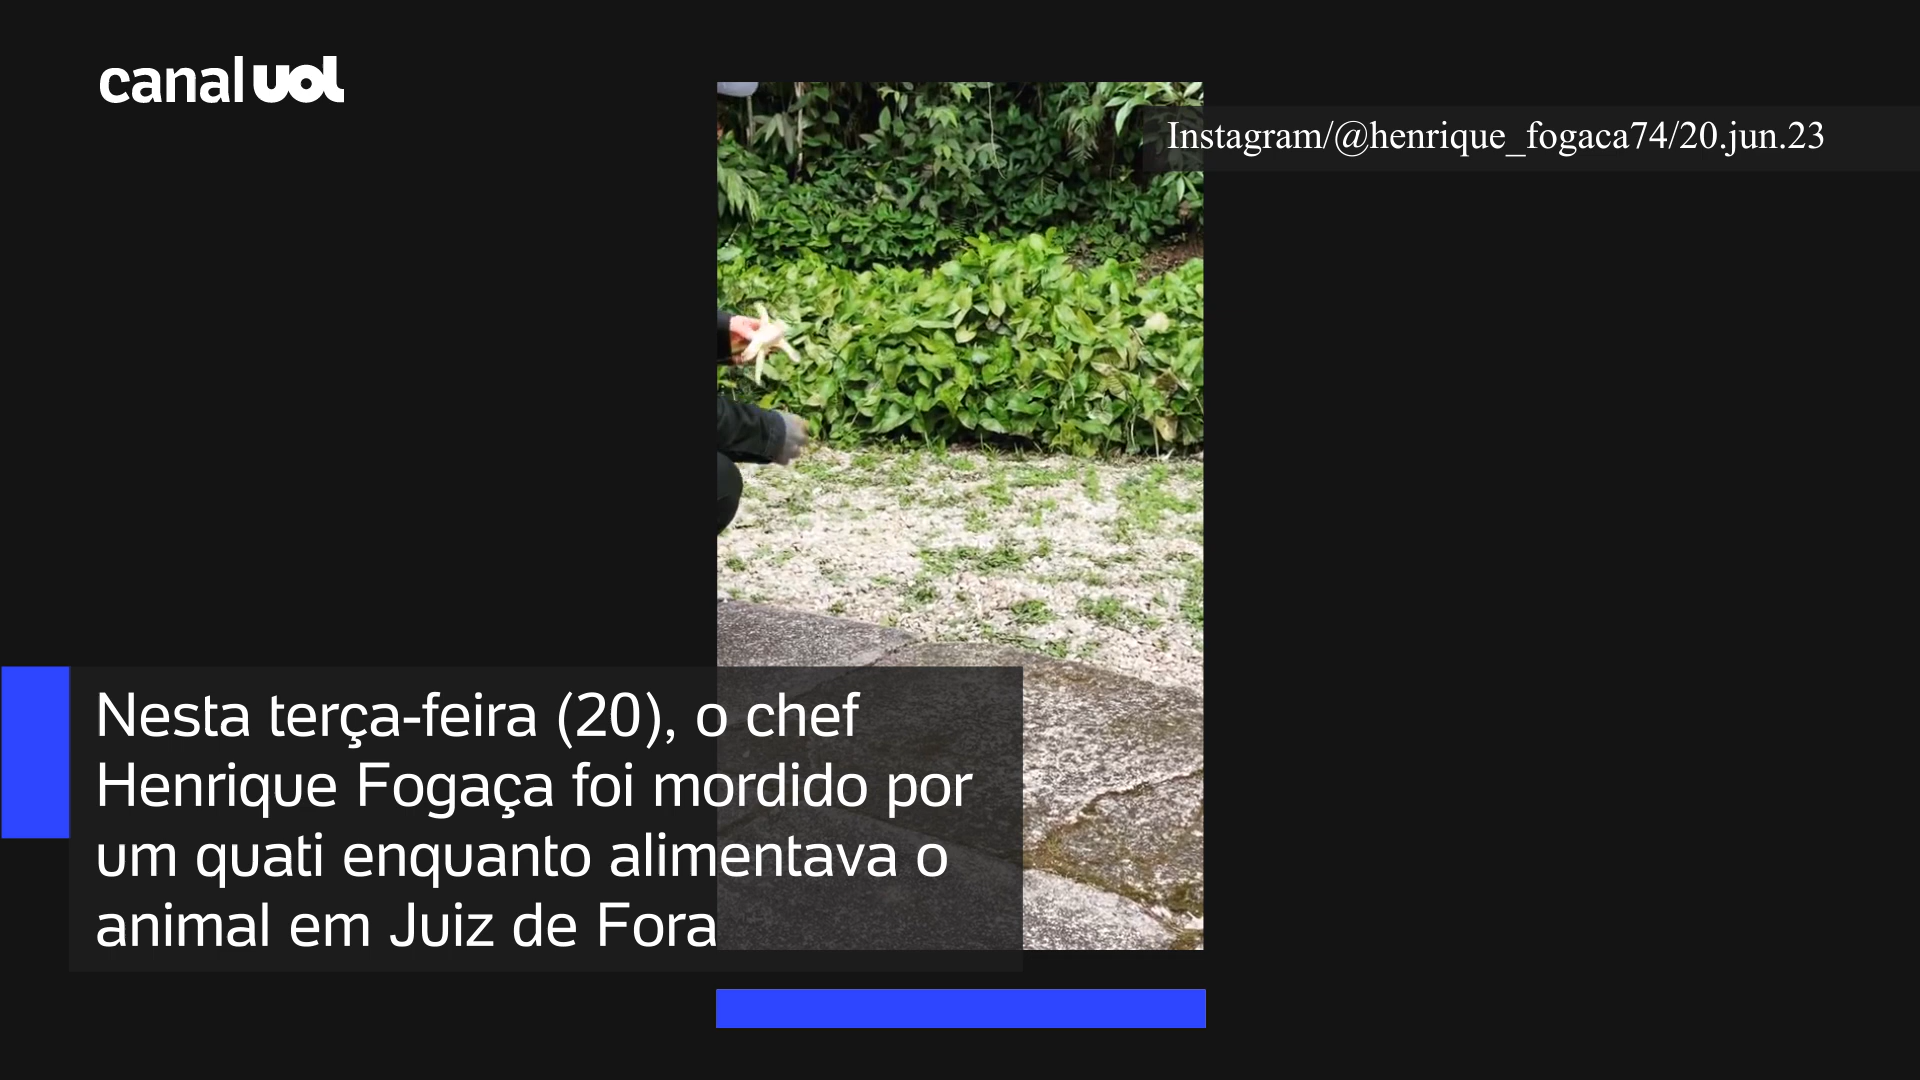 canal uol
Instagram/@henrique_fogaca74/20.jun.23
Nesta terça-feira (20), o chef
Henrique Fogaça foi mordido por
um quati enquanto alimentava o
animal em Juiz de Fora